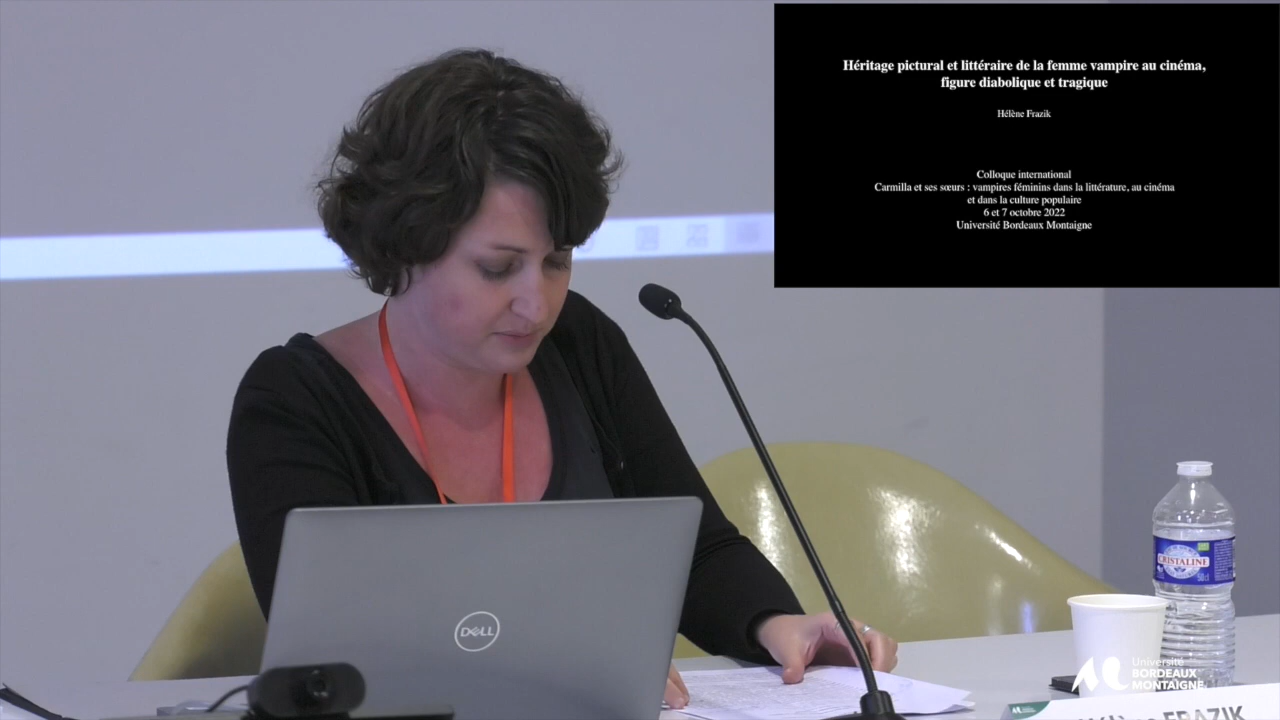 Héritage pictural et littéraire de la femme vampire au cinéma,
figure diabolique et tragique
Hélène Frazik
Colloque international
Carmilla et ses sœurs : vampires féminins dans la littérature, au cinéma
et dans la culture populaire
6 et 7 octobre 2022
Université Bordeaux Montaigne
CRISTALINE
50cl
DELL
Université
BORDEAUX
MONTAIGNE
FRAZIK